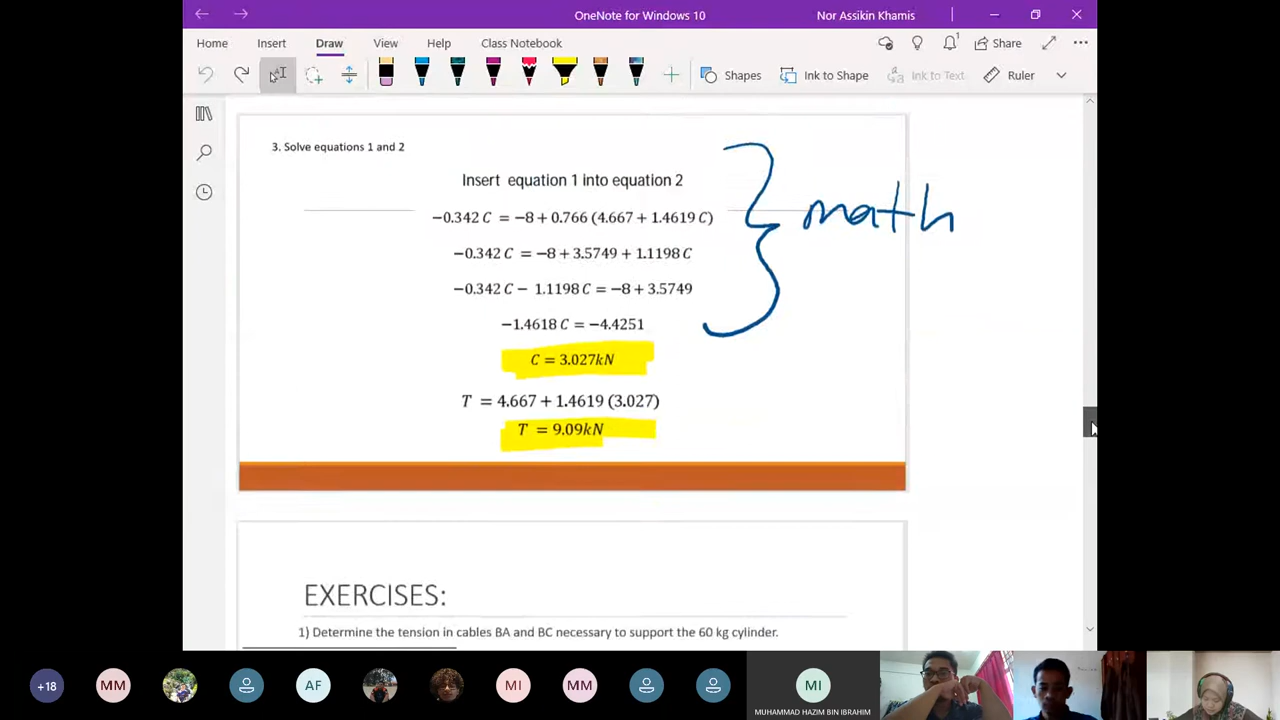 OneNote for Windows 10
Nor Assikin Khamis
Home Insert Draw View Help Class Notebook
Share
Shapes Ink to Shape Ink to Text Ruler
3. Solve equations 1 and 2
Insert equation 1 into equation 2
−0.342 C = −8 + 0.766 (4.667 + 1.4619 C)
math
−0.342 C = −8 + 3.5749 + 1.1198 C
−0.342 C − 1.1198 C = −8 + 3.5749
−1.4618 C = −4.4251
C = 3.027kN
T = 4.667 + 1.4619 (3.027)
T = 9.09kN
EXERCISES:
1) Determine the tension in cables BA and BC necessary to support the 60 kg cylinder.
+18 MM AF MI MM MI
MUHAMMAD HAZIM BIN IBRAHIM